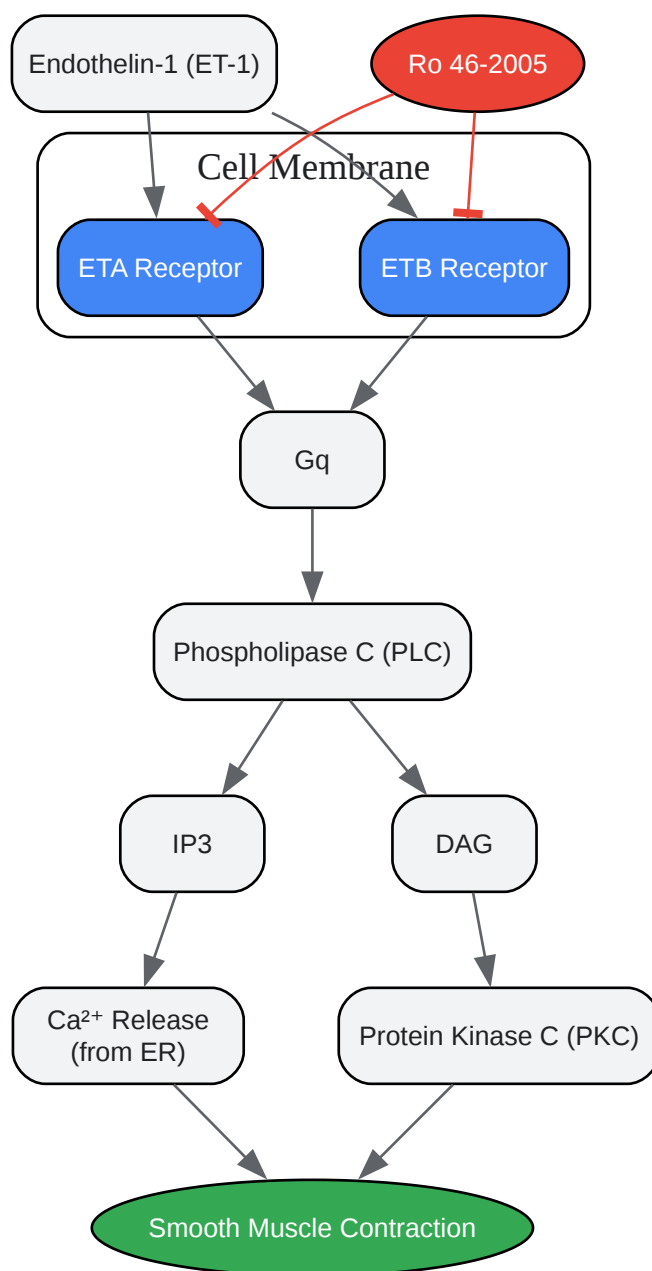 Endothelin-1 (ET-1)
Ro 46-2005
Cell Membrane
ETA Receptor
ETB Receptor
Gq
Phospholipase C (PLC)
IP3
DAG
Ca²⁺ Release
(from ER)
Protein Kinase C (PKC)
Smooth Muscle Contraction